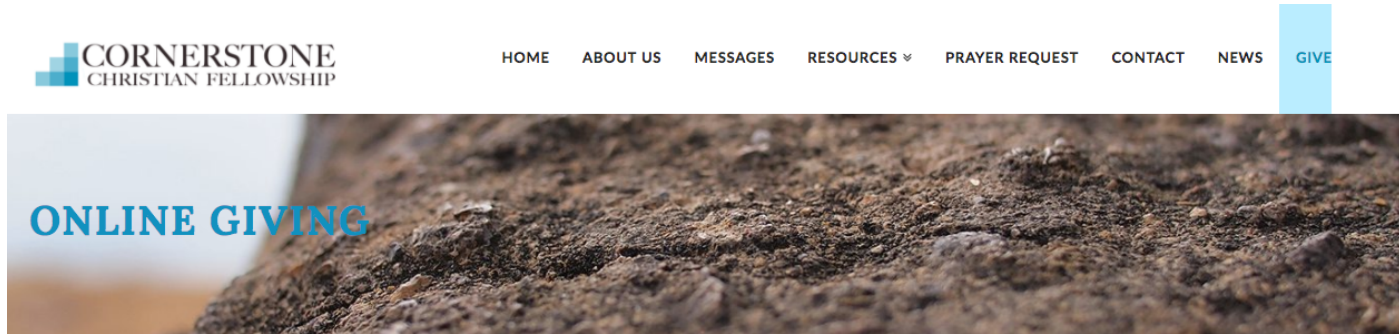 CORNERSTONE
CHRISTIAN FELLOWSHIP
HOME ABOUT US MESSAGES RESOURCES PRAYER REQUEST CONTACT NEWS GIVE
ONLINE GIVING